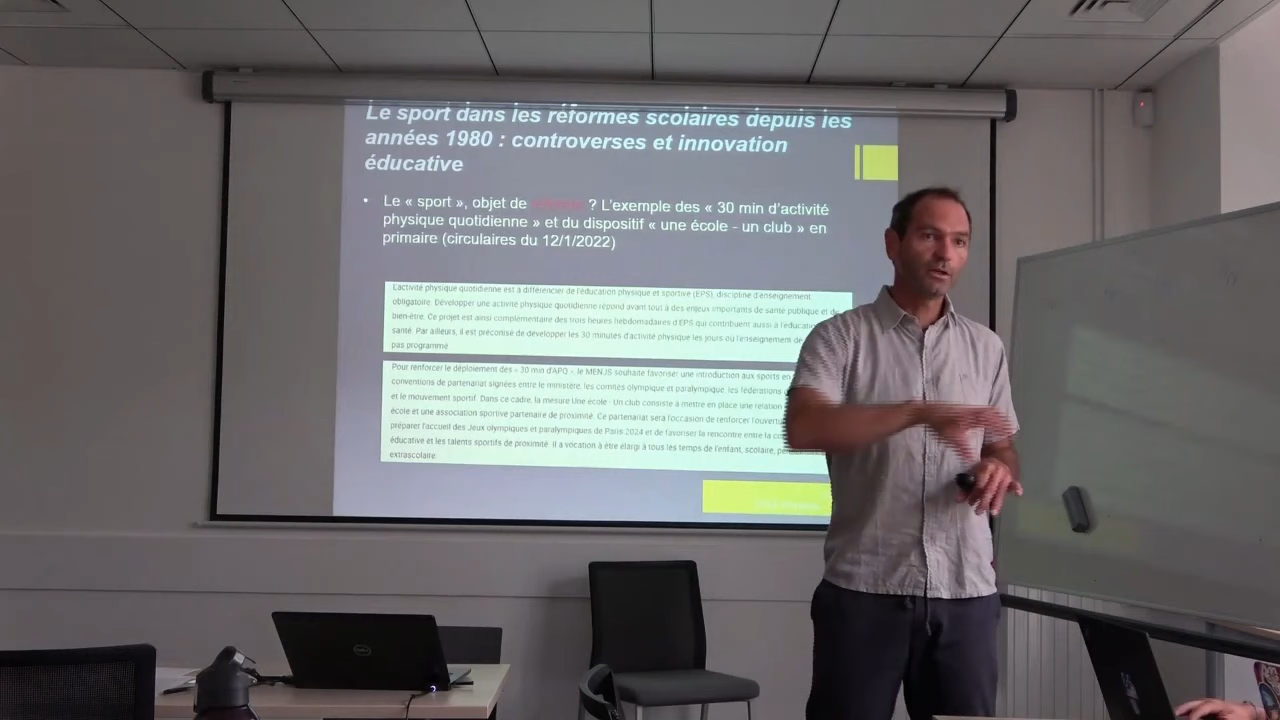 Le sport dans les réformes scolaires depuis les
années 1980 : controverses et innovation
éducative
• Le « sport », objet de ? L'exemple des « 30 min d'activité
physique quotidienne » et du dispositif « une école - un club » en
primaire (circulaires du 12/1/2022)
L'activité physique quotidienne est à différencier de l'éducation physique et sportive (EPS), discipline d'enseignement
obligatoire. Développer une activité physique quotidienne répond avant tout à des enjeux importants de santé publique et de
bien-être. Ce projet est ainsi complémentaire des trois heures hebdomadaires d'EPS qui contribuent aussi à l'éducation
santé. Par ailleurs, il est préconisé de développer les 30 minutes d'activité physique les jours où l'enseignement de
pas programmé.
Pour renforcer le déploiement des « 30 min d'APQ », le MENJS souhaite favoriser une introduction aux sports en
conventions de partenariat signées entre le ministère, les comités olympique et paralympique, les fédérations
et le mouvement sportif. Dans ce cadre, la mesure Une école - Un club consiste à mettre en place une relation
école et une association sportive partenaire de proximité. Ce partenariat sera l'occasion de renforcer l'ouvert
préparer l'accueil des Jeux olympiques et paralympiques de Paris 2024 et de favoriser la rencontre entre la
éducative et les talents sportifs de proximité. Il a vocation à être élargi à tous les temps de l'enfant, scolaire,
extrascolaire.
DELL